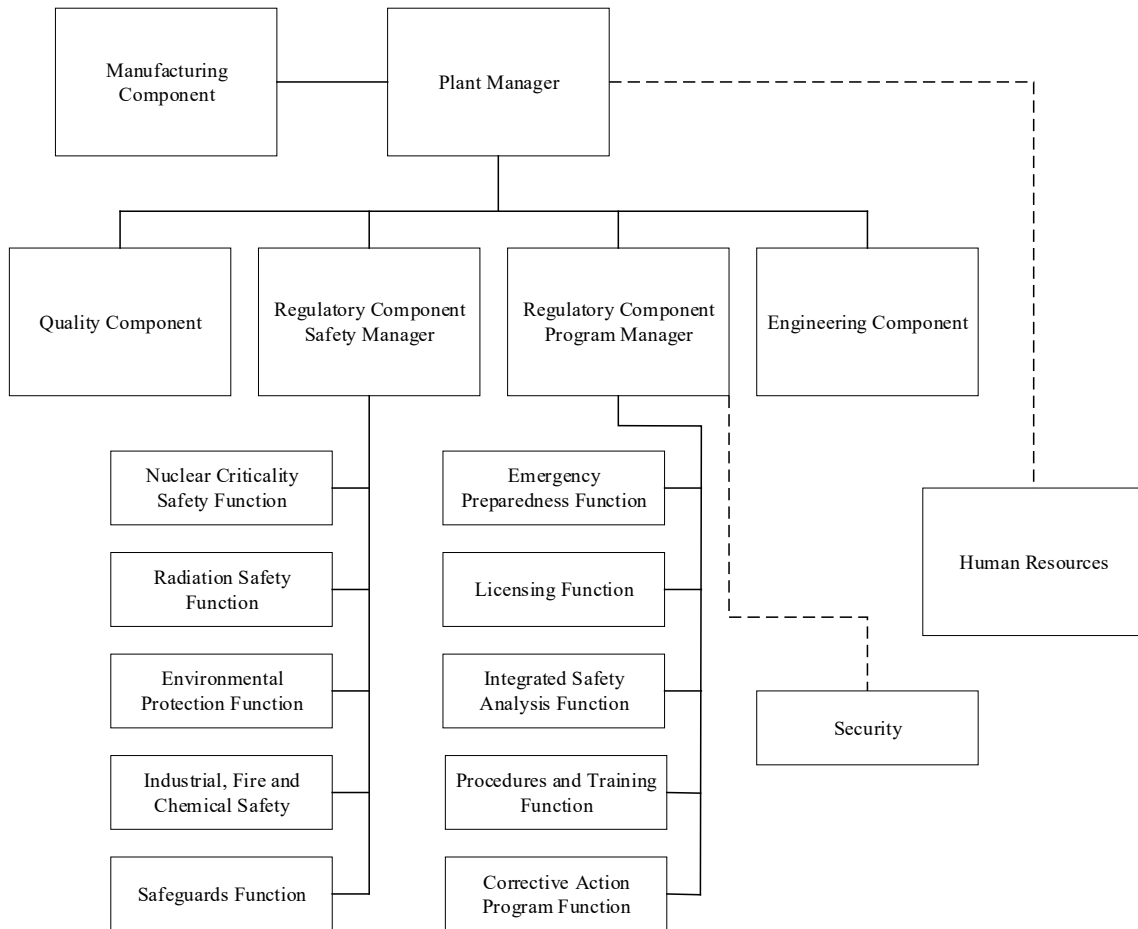 Manufacturing
Component
Plant Manager
Quality Component
Regulatory Component
Safety Manager
Regulatory Component
Program Manager
Engineering Component
Nuclear Criticality
Safety Function
Emergency
Preparedness Function
Human Resources
Radiation Safety
Function
Licensing Function
Environmental
Protection Function
Integrated Safety
Analysis Function
Security
Industrial, Fire and
Chemical Safety
Procedures and Training
Function
Safeguards Function
Corrective Action
Program Function